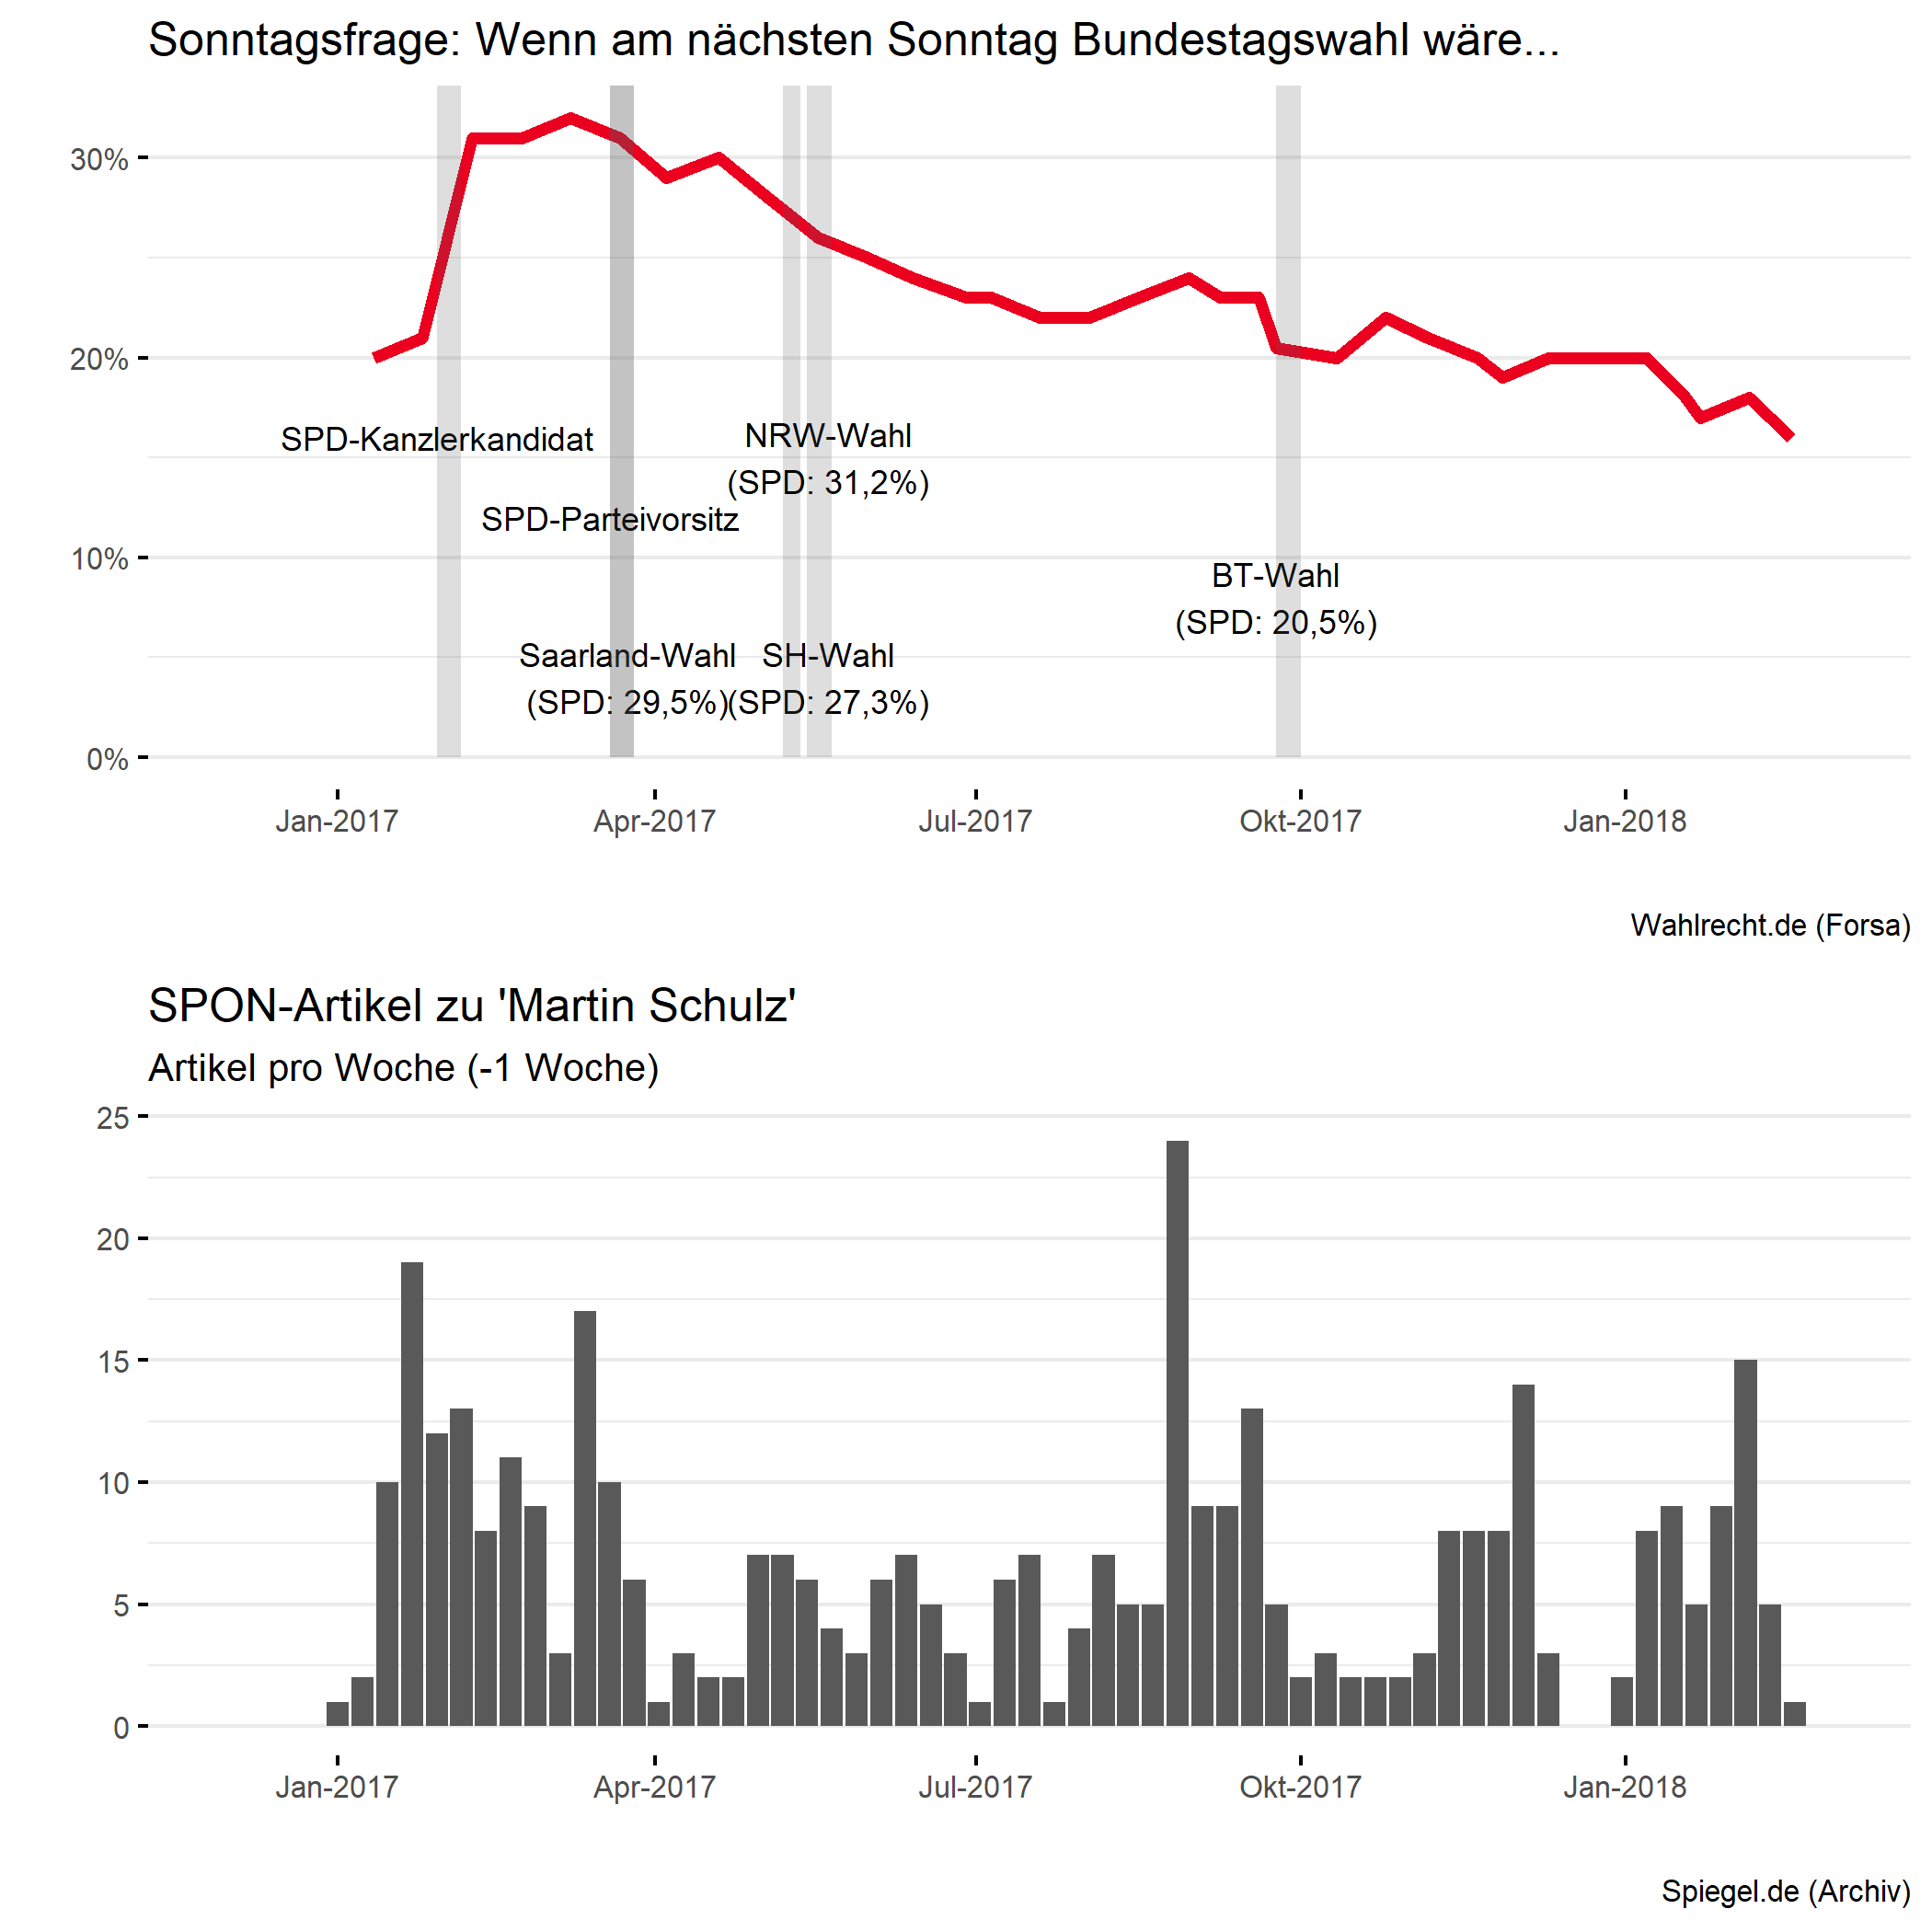 Sonntagsfrage: Wenn am nächsten Sonntag Bundestagswahl wäre...
30%
20%
10%
0%
SPD-Kanzlerkandidat
NRW-Wahl
(SPD: 31,2%)
SPD-Parteivorsitz
BT-Wahl
(SPD: 20,5%)
Saarland-Wahl
(SPD: 29,5%)
SH-Wahl
(SPD: 27,3%)
Jan-2017
Apr-2017
Jul-2017
Okt-2017
Jan-2018
Wahlrecht.de (Forsa)
SPON-Artikel zu 'Martin Schulz'
Artikel pro Woche (-1 Woche)
25
20
15
10
5
0
Jan-2017
Apr-2017
Jul-2017
Okt-2017
Jan-2018
Spiegel.de (Archiv)